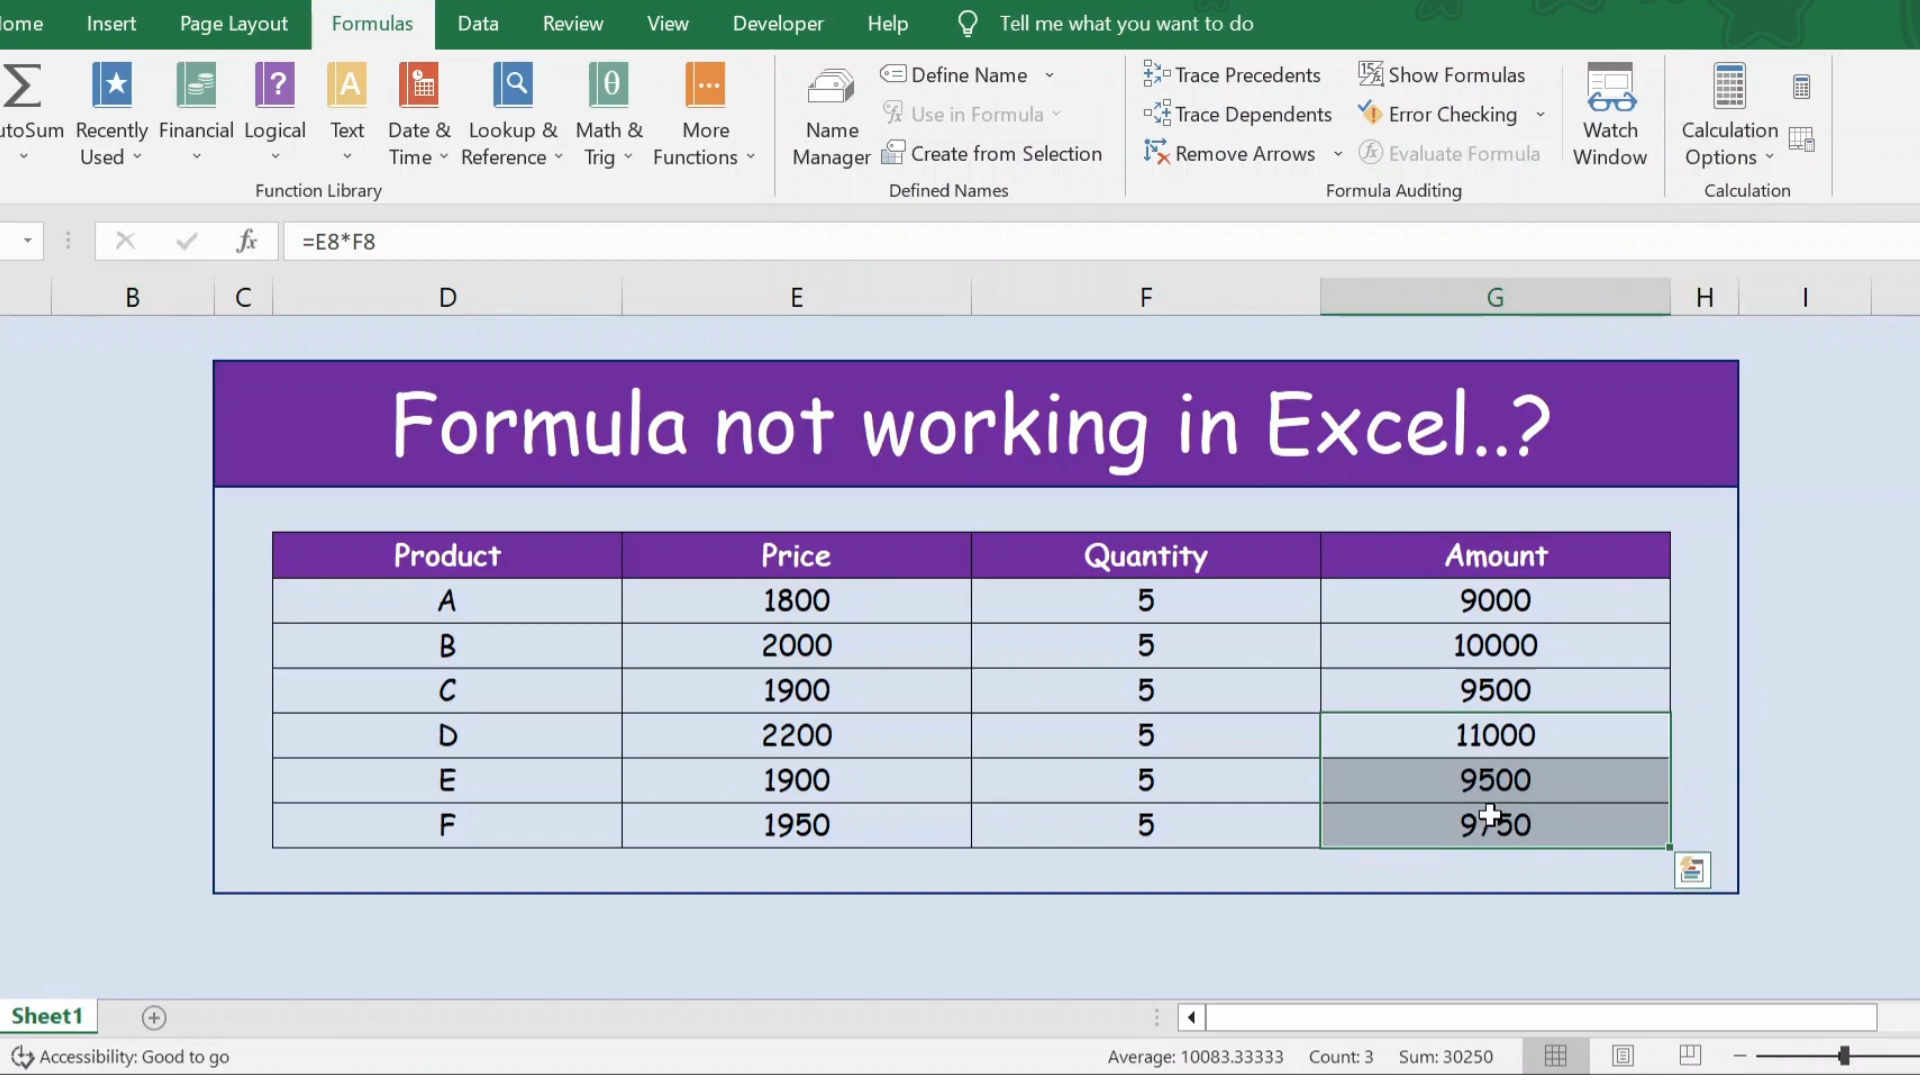 ome Insert Page Layout Formulas Data Review View Developer Help Tell me what you want to do
utoSum
Recently Used
Financial
Logical
Text
Date & Time
Lookup & Reference
Math & Trig
More Functions
Function Library
Name Manager
Define Name
Use in Formula
Create from Selection
Defined Names
Trace Precedents
Trace Dependents
Remove Arrows
Show Formulas
Error Checking
Evaluate Formula
Formula Auditing
Watch Window
Calculation Options
Calculation
fx =E8*F8
B C D E F G H I
Formula not working in Excel..?
Product Price Quantity Amount
A 1800 5 9000
B 2000 5 10000
C 1900 5 9500
D 2200 5 11000
E 1900 5 9500
F 1950 5 9750
Sheet1
Accessibility: Good to go Average: 10083.33333 Count: 3 Sum: 30250